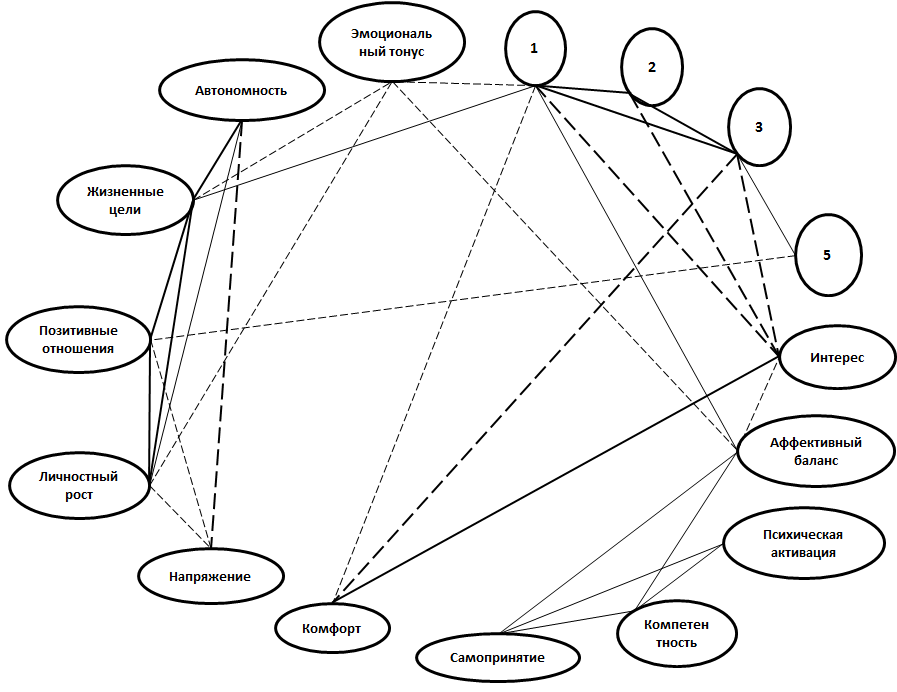 Эмоциональ
ный тонус
1
2
3
Автономность
Жизненные
цели
5
Позитивные
отношения
Интерес
Аффективный
баланс
Личностный
рост
Психическая
активация
Напряжение
Комфорт
Компетен
тность
Самопринятие